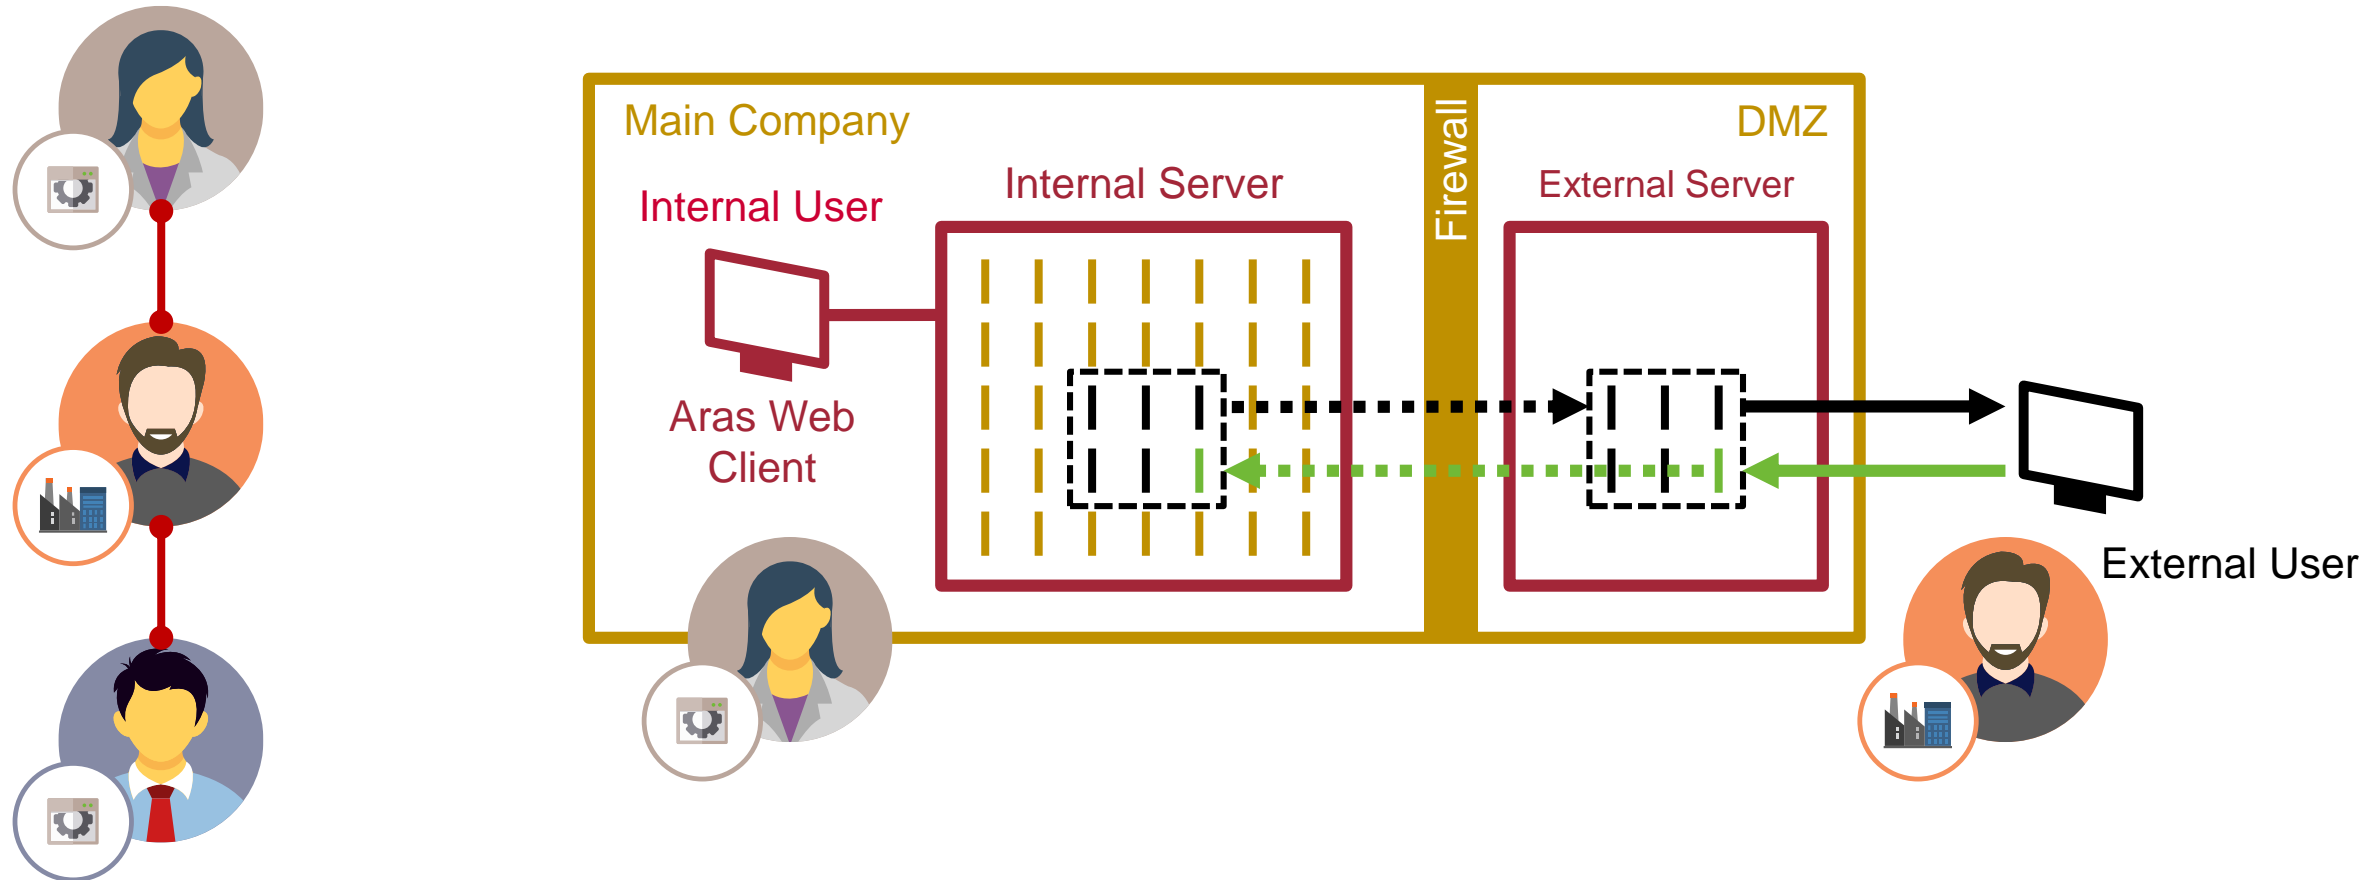 Main Company
Firewall
DMZ
Internal User
Internal Server
External Server
Aras Web
Client
External User